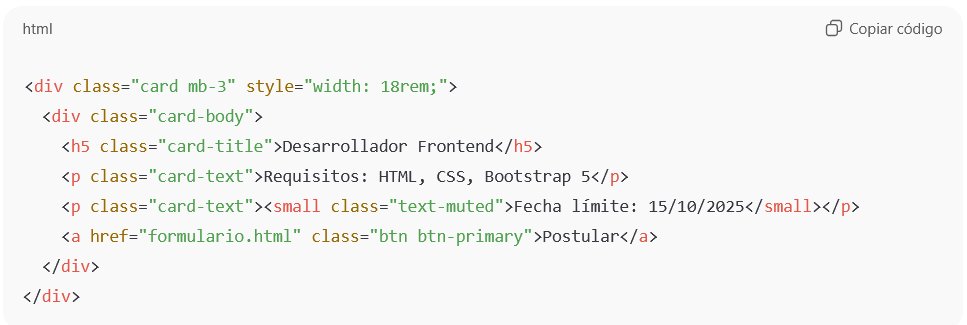 html
Copiar código
<div class="card mb-3" style="width: 18rem;">
  <div class="card-body">
    <h5 class="card-title">Desarrollador Frontend</h5>
    <p class="card-text">Requisitos: HTML, CSS, Bootstrap 5</p>
    <p class="card-text"><small class="text-muted">Fecha límite: 15/10/2025</small></p>
    <a href="formulario.html" class="btn btn-primary">Postular</a>
  </div>
</div>